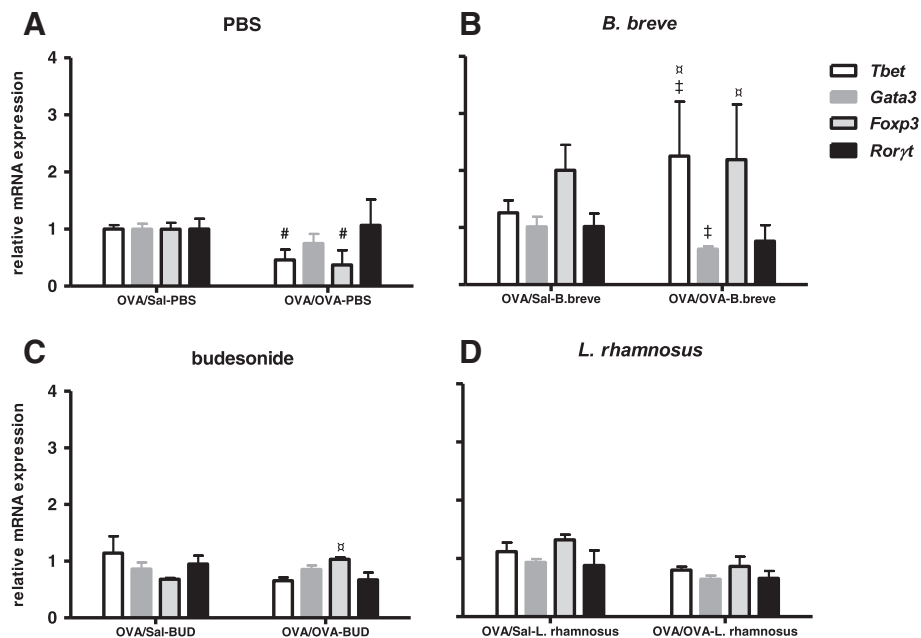 A
PBS
relative mRNA expression
4
3
2
1
0
#
#
OVA/Sal-PBS
OVA/OVA-PBS
B
B. breve
¤
‡
‡
¤
OVA/Sal-B.breve
OVA/OVA-B.breve
Tbet
Gata3
Foxp3
Rorγt
C
budesonide
relative mRNA expression
4
3
2
1
0
¤
OVA/Sal-BUD
OVA/OVA-BUD
D
L. rhamnosus
OVA/Sal-L. rhamnosus
OVA/OVA-L. rhamnosus